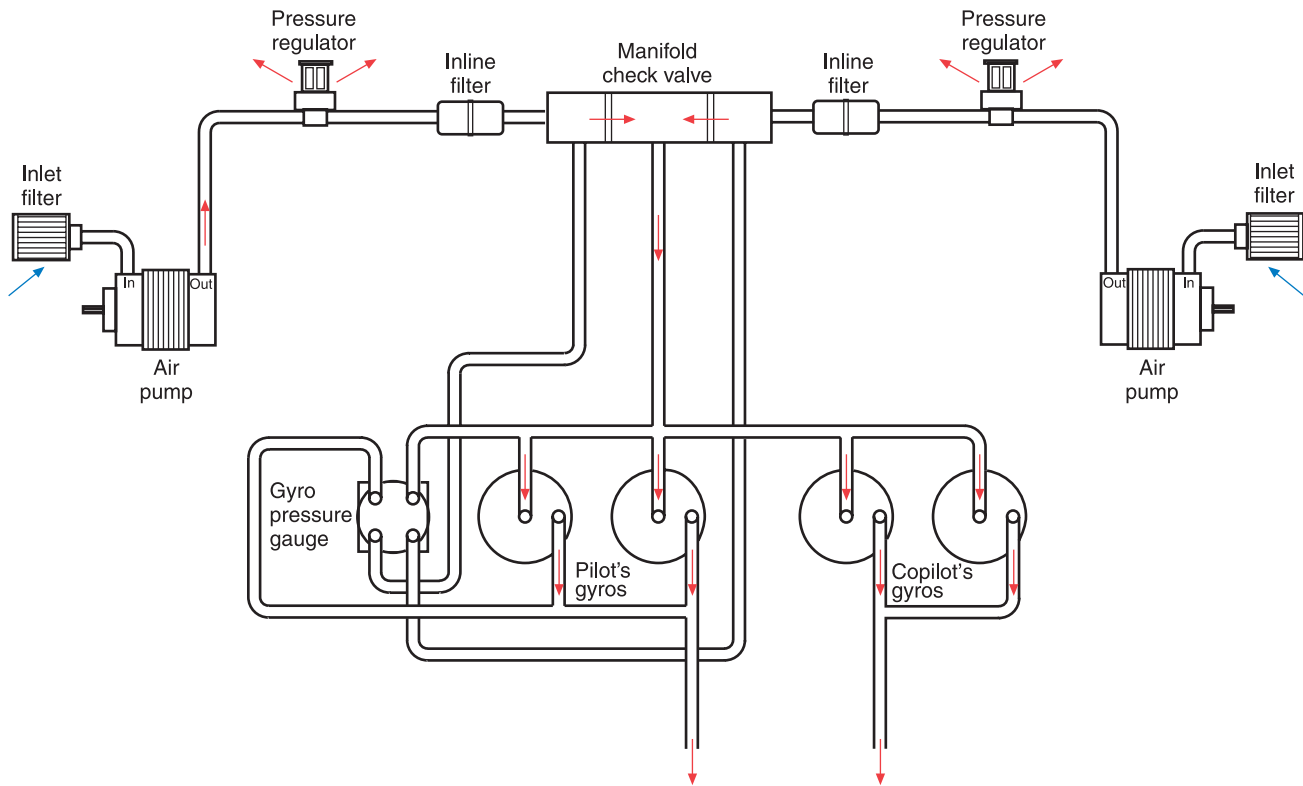 Pressure
regulator
Inline
filter
Manifold
check valve
Inline
filter
Pressure
regulator
Inlet
filter
Inlet
filter
In
Out
Out
In
Air
pump
Air
pump
Gyro
pressure
gauge
Pilot's
gyros
Copilot's
gyros